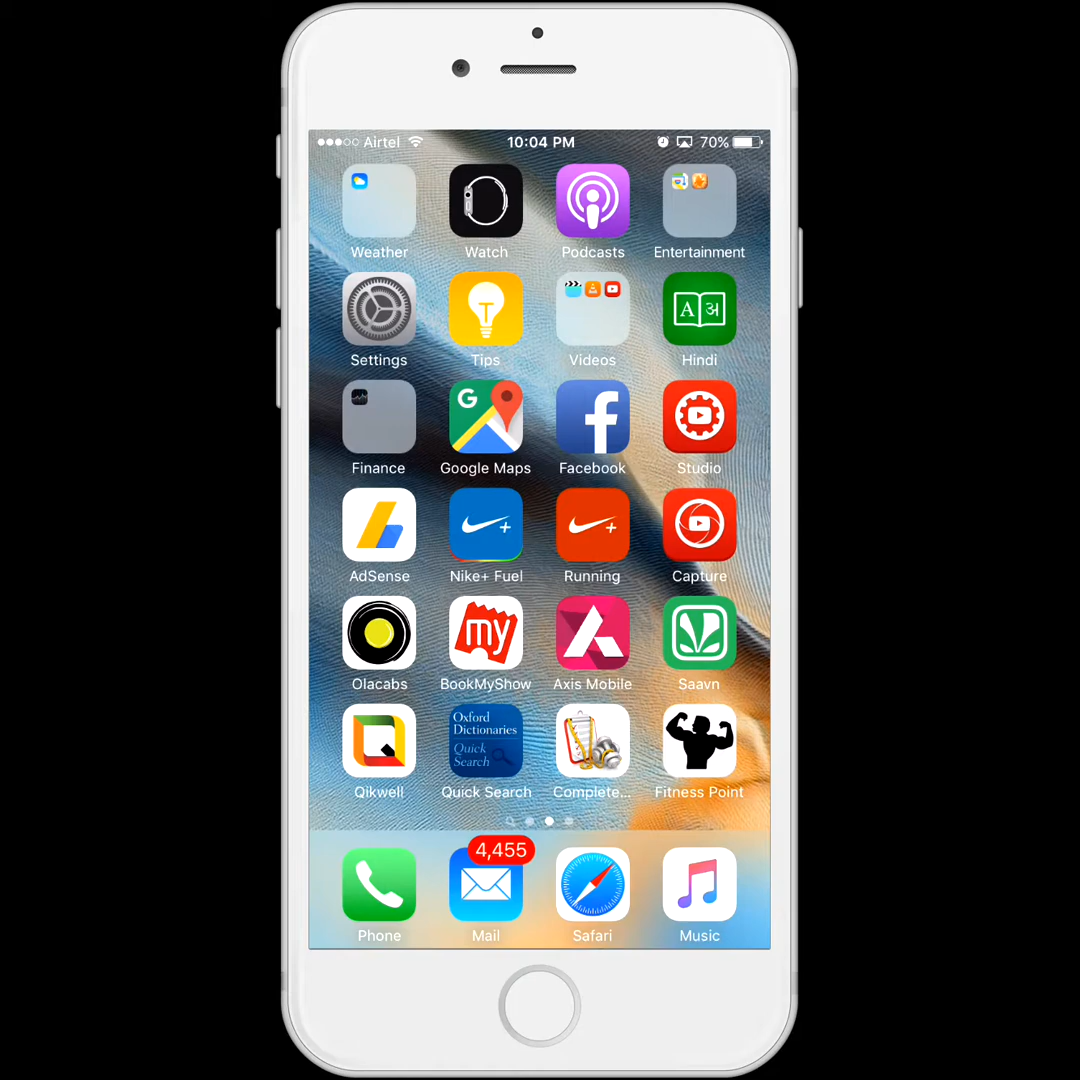 Airtel 10:04 PM 70%
Weather Watch Podcasts Entertainment
A अ
Settings Tips Videos Hindi
G f
Finance Google Maps Facebook Studio
AdSense Nike+ Fuel Running Capture
my
Olacabs BookMyShow Axis Mobile Saavn
Oxford
Dictionaries
Quick
Search
Qikwell Quick Search Complete... Fitness Point
4,455
Phone Mail Safari Music